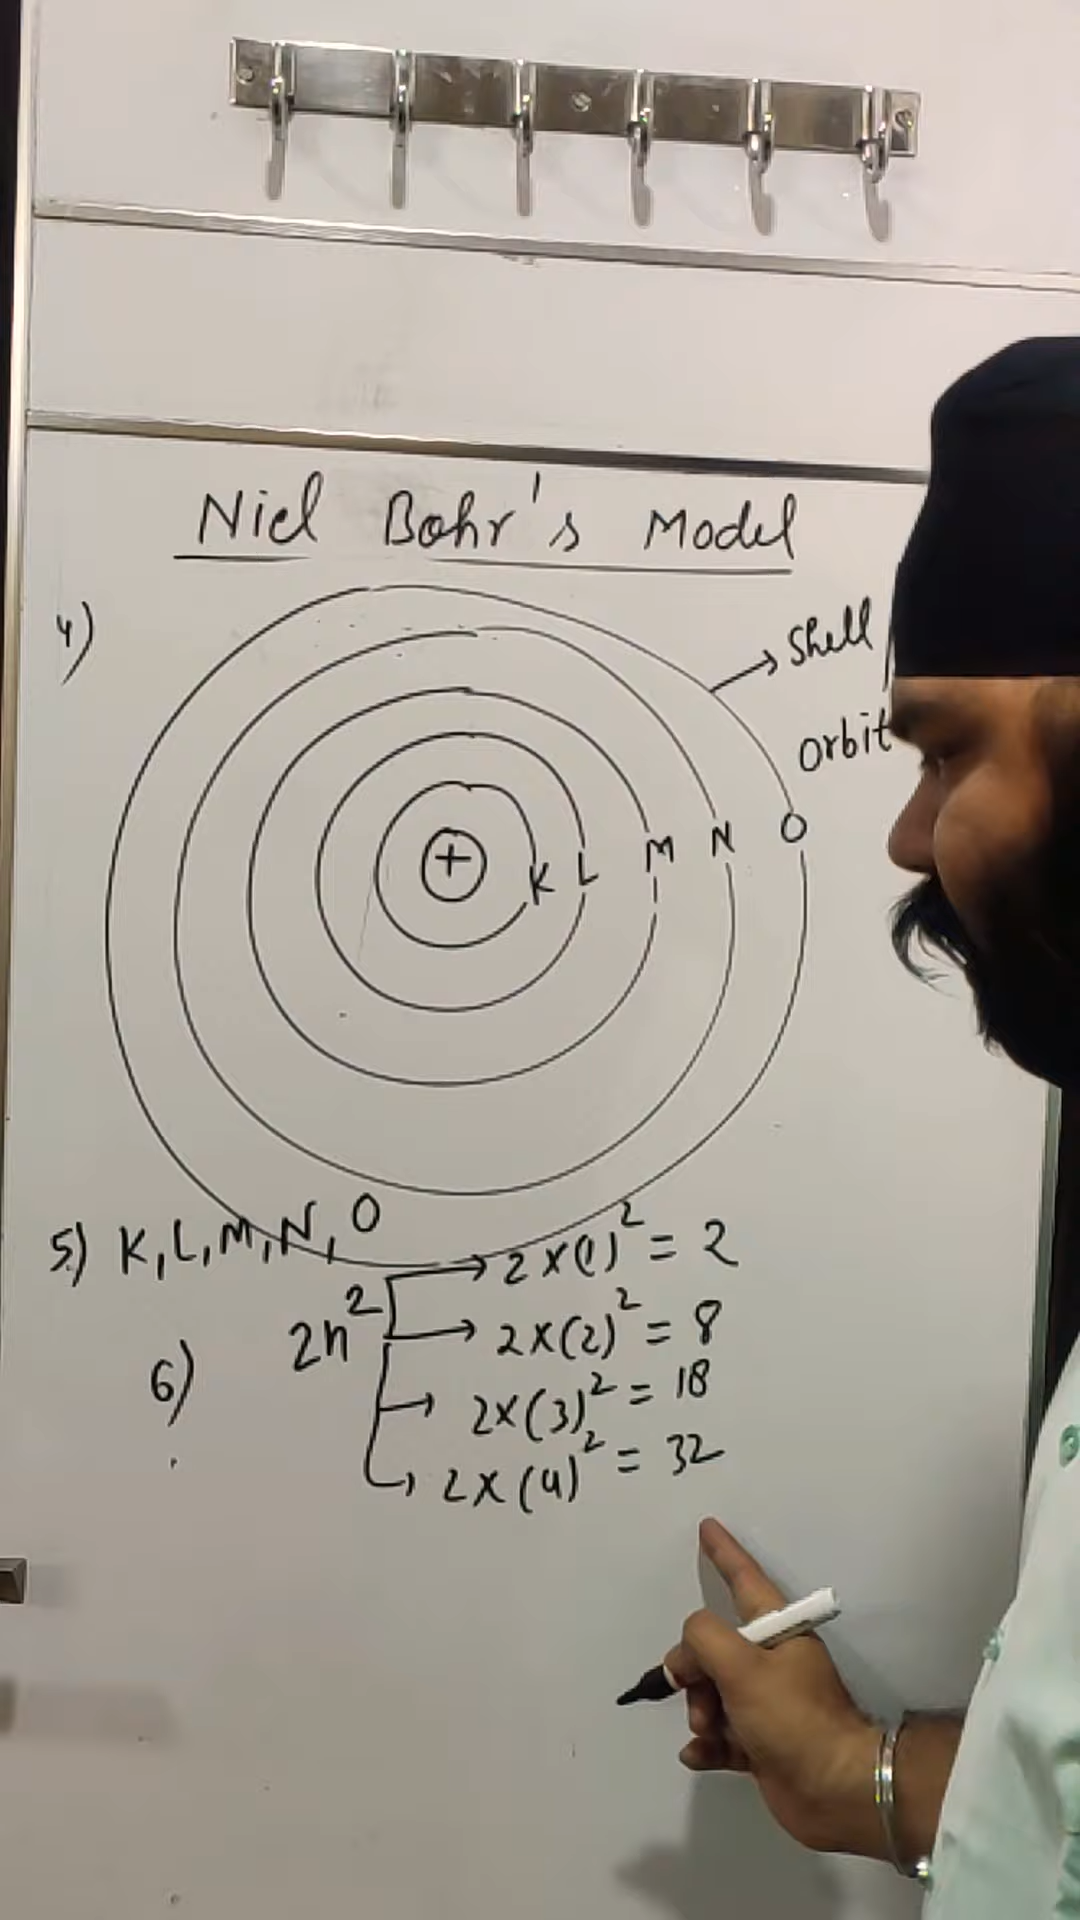 Niel Bohr's Model
4)
Shell
Orbit
K L M N O
5) K, L, M, N, O
2 x (1)² = 2
6) 2n²
2 x (2)² = 8
2 x (3)² = 18
2 x (4)² = 32
+